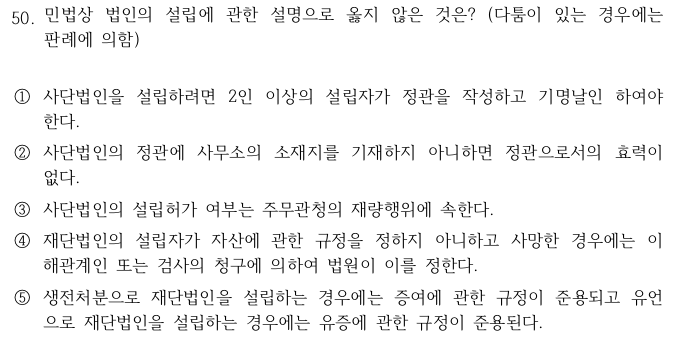 50. 민법상 법인의 설립에 관한 설명으로 옳지 않은 것은? (다툼이 있는 경우에는
판례에 의함)
① 사단법인을 설립하려면 2인 이상의 설립자가 정관을 작성하고 기명날인 하여야
한다.
② 사단법인의 정관에 사무소의 소재지를 기재하지 아니하면 정관으로서의 효력이
없다.
③ 사단법인의 설립허가 여부는 주무관청의 재량행위에 속한다.
④ 재단법인의 설립자가 자산에 관한 규정을 정하지 아니하고 사망한 경우에는 이
해관계인 또는 검사의 청구에 의하여 법원이 이를 정한다.
⑤ 생전처분으로 재단법인을 설립하는 경우에는 증여에 관한 규정이 준용되고 유언
으로 재단법인을 설립하는 경우에는 유증에 관한 규정이 준용된다.